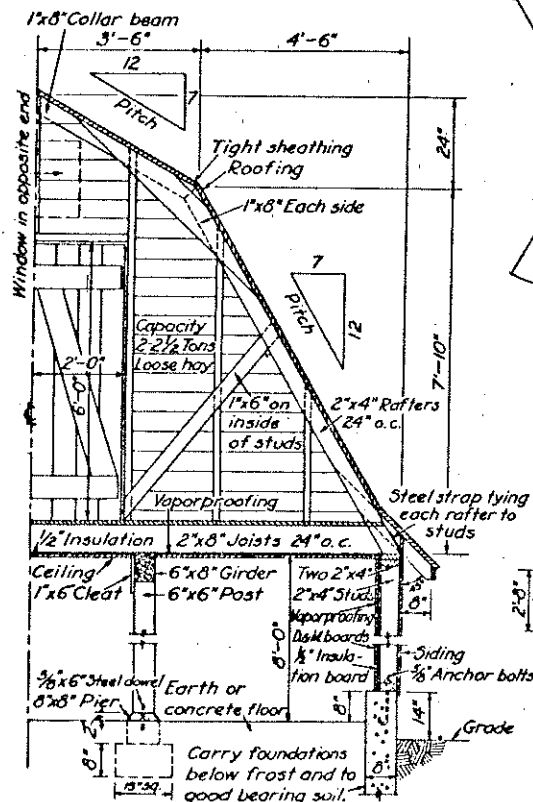 1"x8" Collar beam
3'-6"
4'-6"
12
7
Pitch
24"
Tight sheathing
Roofing
1"x8" Each side
Window in opposite end
7
12
Pitch
7'-10"
Capacity
2-2½ Tons
Loose hay
2'-0"
6'-0"
1"x6" on
inside
of studs
2"x4" Rafters
24" o.c.
Vaporproofing
Steel strap tying
each rafter to
studs
½" Insulation
2"x8" Joists 24" o.c.
Ceiling
1"x6" Cleat
6"x8" Girder
6"x6" Post
Two 2"x4"
2"x4" Stud
Vaporproofing
D&M boards
½" Insula-
tion board
8"
2'-8"
8'-0"
Siding
⅝" Anchor bolts
⅝"x6" Steel dowel
8"x8" Pier
Earth or
concrete floor
8"
14"
Grade
2"
8"
Carry foundations
below frost and to
good bearing soil.
8"